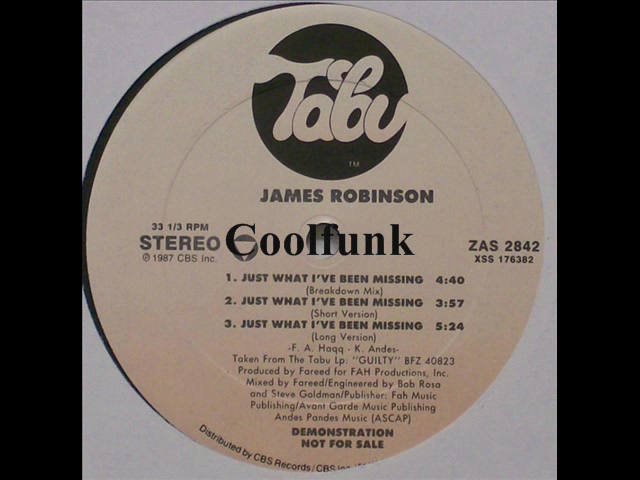 Tabu
TM
JAMES ROBINSON
33 1/3 RPM
STEREO
℗ 1987 CBS Inc.
Coolfunk
ZAS 2842
XSS 176382
1. JUST WHAT I'VE BEEN MISSING 4:40
(Breakdown Mix)
2. JUST WHAT I'VE BEEN MISSING 3:57
(Short Version)
3. JUST WHAT I'VE BEEN MISSING 5:24
(Long Version)
-F. A. Haqq - K. Andes-
Taken From The Tabu Lp. "GUILTY" BFZ 40823
Produced by Fareed for FAH Productions, Inc.
Mixed by Fareed/Engineered by Bob Rosa
and Steve Goldman/Publisher: Fah Music
Publishing/Avant Garde Music Publishing
Andes Pandes Music (ASCAP)
DEMONSTRATION
NOT FOR SALE
Distributed by CBS Records/CBS Inc.